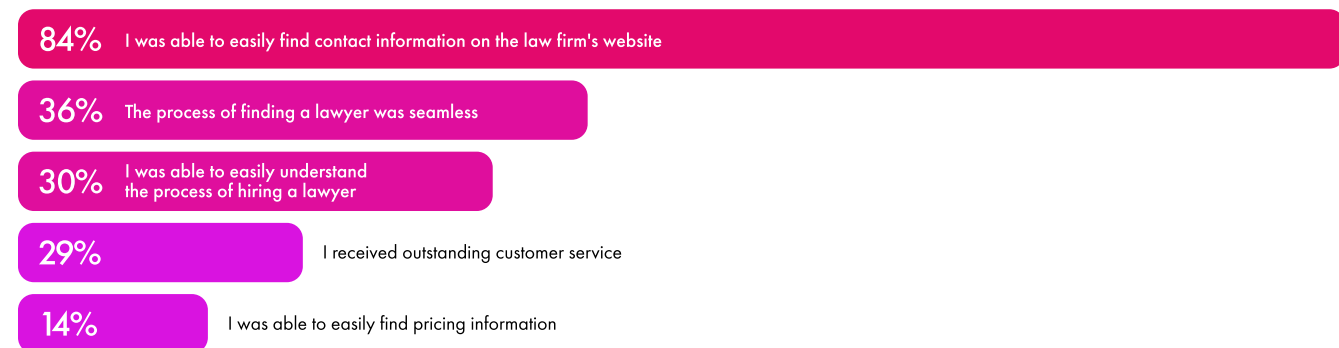 84% I was able to easily find contact information on the law firm's website
36% The process of finding a lawyer was seamless
30% I was able to easily understand
the process of hiring a lawyer
29% I received outstanding customer service
14% I was able to easily find pricing information